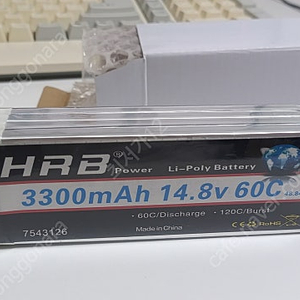 HRB Power Li-Poly Battery
3300mAh 14.8v 60C
· 60C/Discharge · 120C/Burst
7543126 Made in China